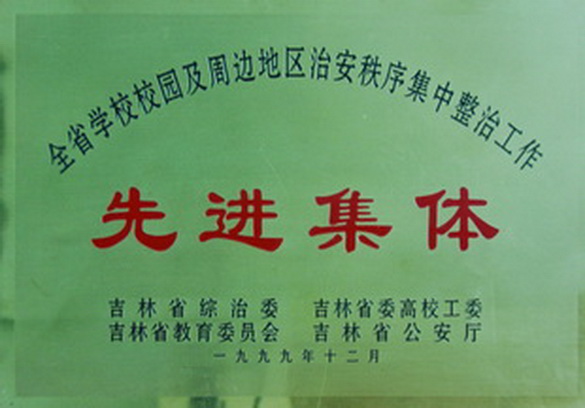 全省学校校园及周边地区治安秩序集中整治工作
先进集体
吉林省综治委 吉林省委高校工委
吉林省教育委员会 吉林省公安厅
一九九九年十二月